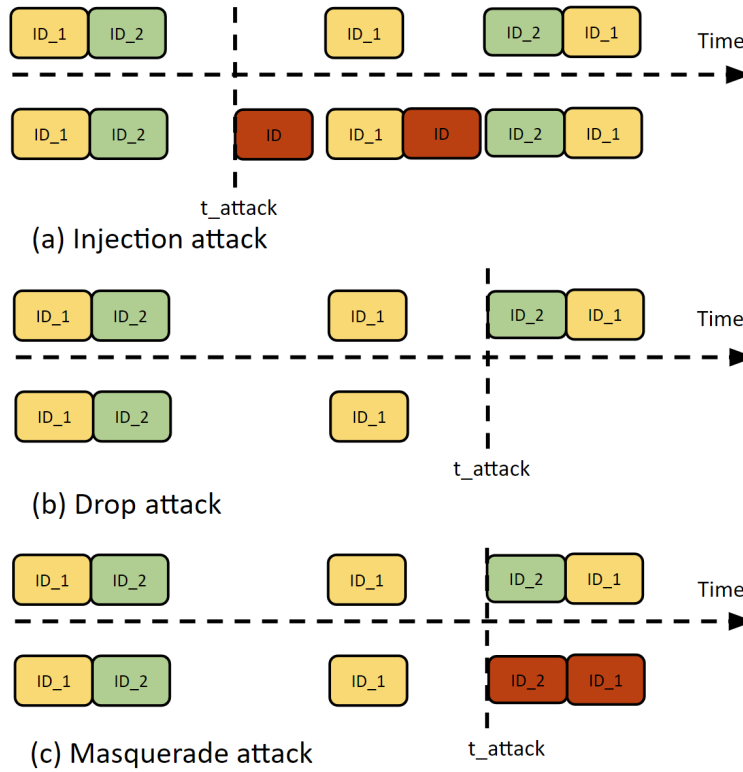 ID_1 ID_2 ID_1 ID_2 ID_1
Time
ID_1 ID_2 ID ID_1 ID ID_2 ID_1
t_attack
(a) Injection attack
ID_1 ID_2 ID_1 ID_2 ID_1
Time
ID_1 ID_2 ID_1
t_attack
(b) Drop attack
ID_1 ID_2 ID_1 ID_2 ID_1
Time
ID_1 ID_2 ID_1 ID_2 ID_1
t_attack
(c) Masquerade attack